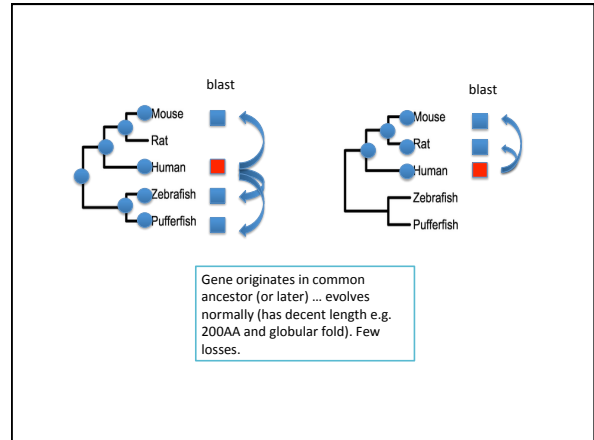 blast
Mouse
Rat
Human
Zebrafish
Pufferfish
blast
Mouse
Rat
Human
Zebrafish
Pufferfish
Gene originates in common
ancestor (or later) … evolves
normally (has decent length e.g.
200AA and globular fold). Few
losses.